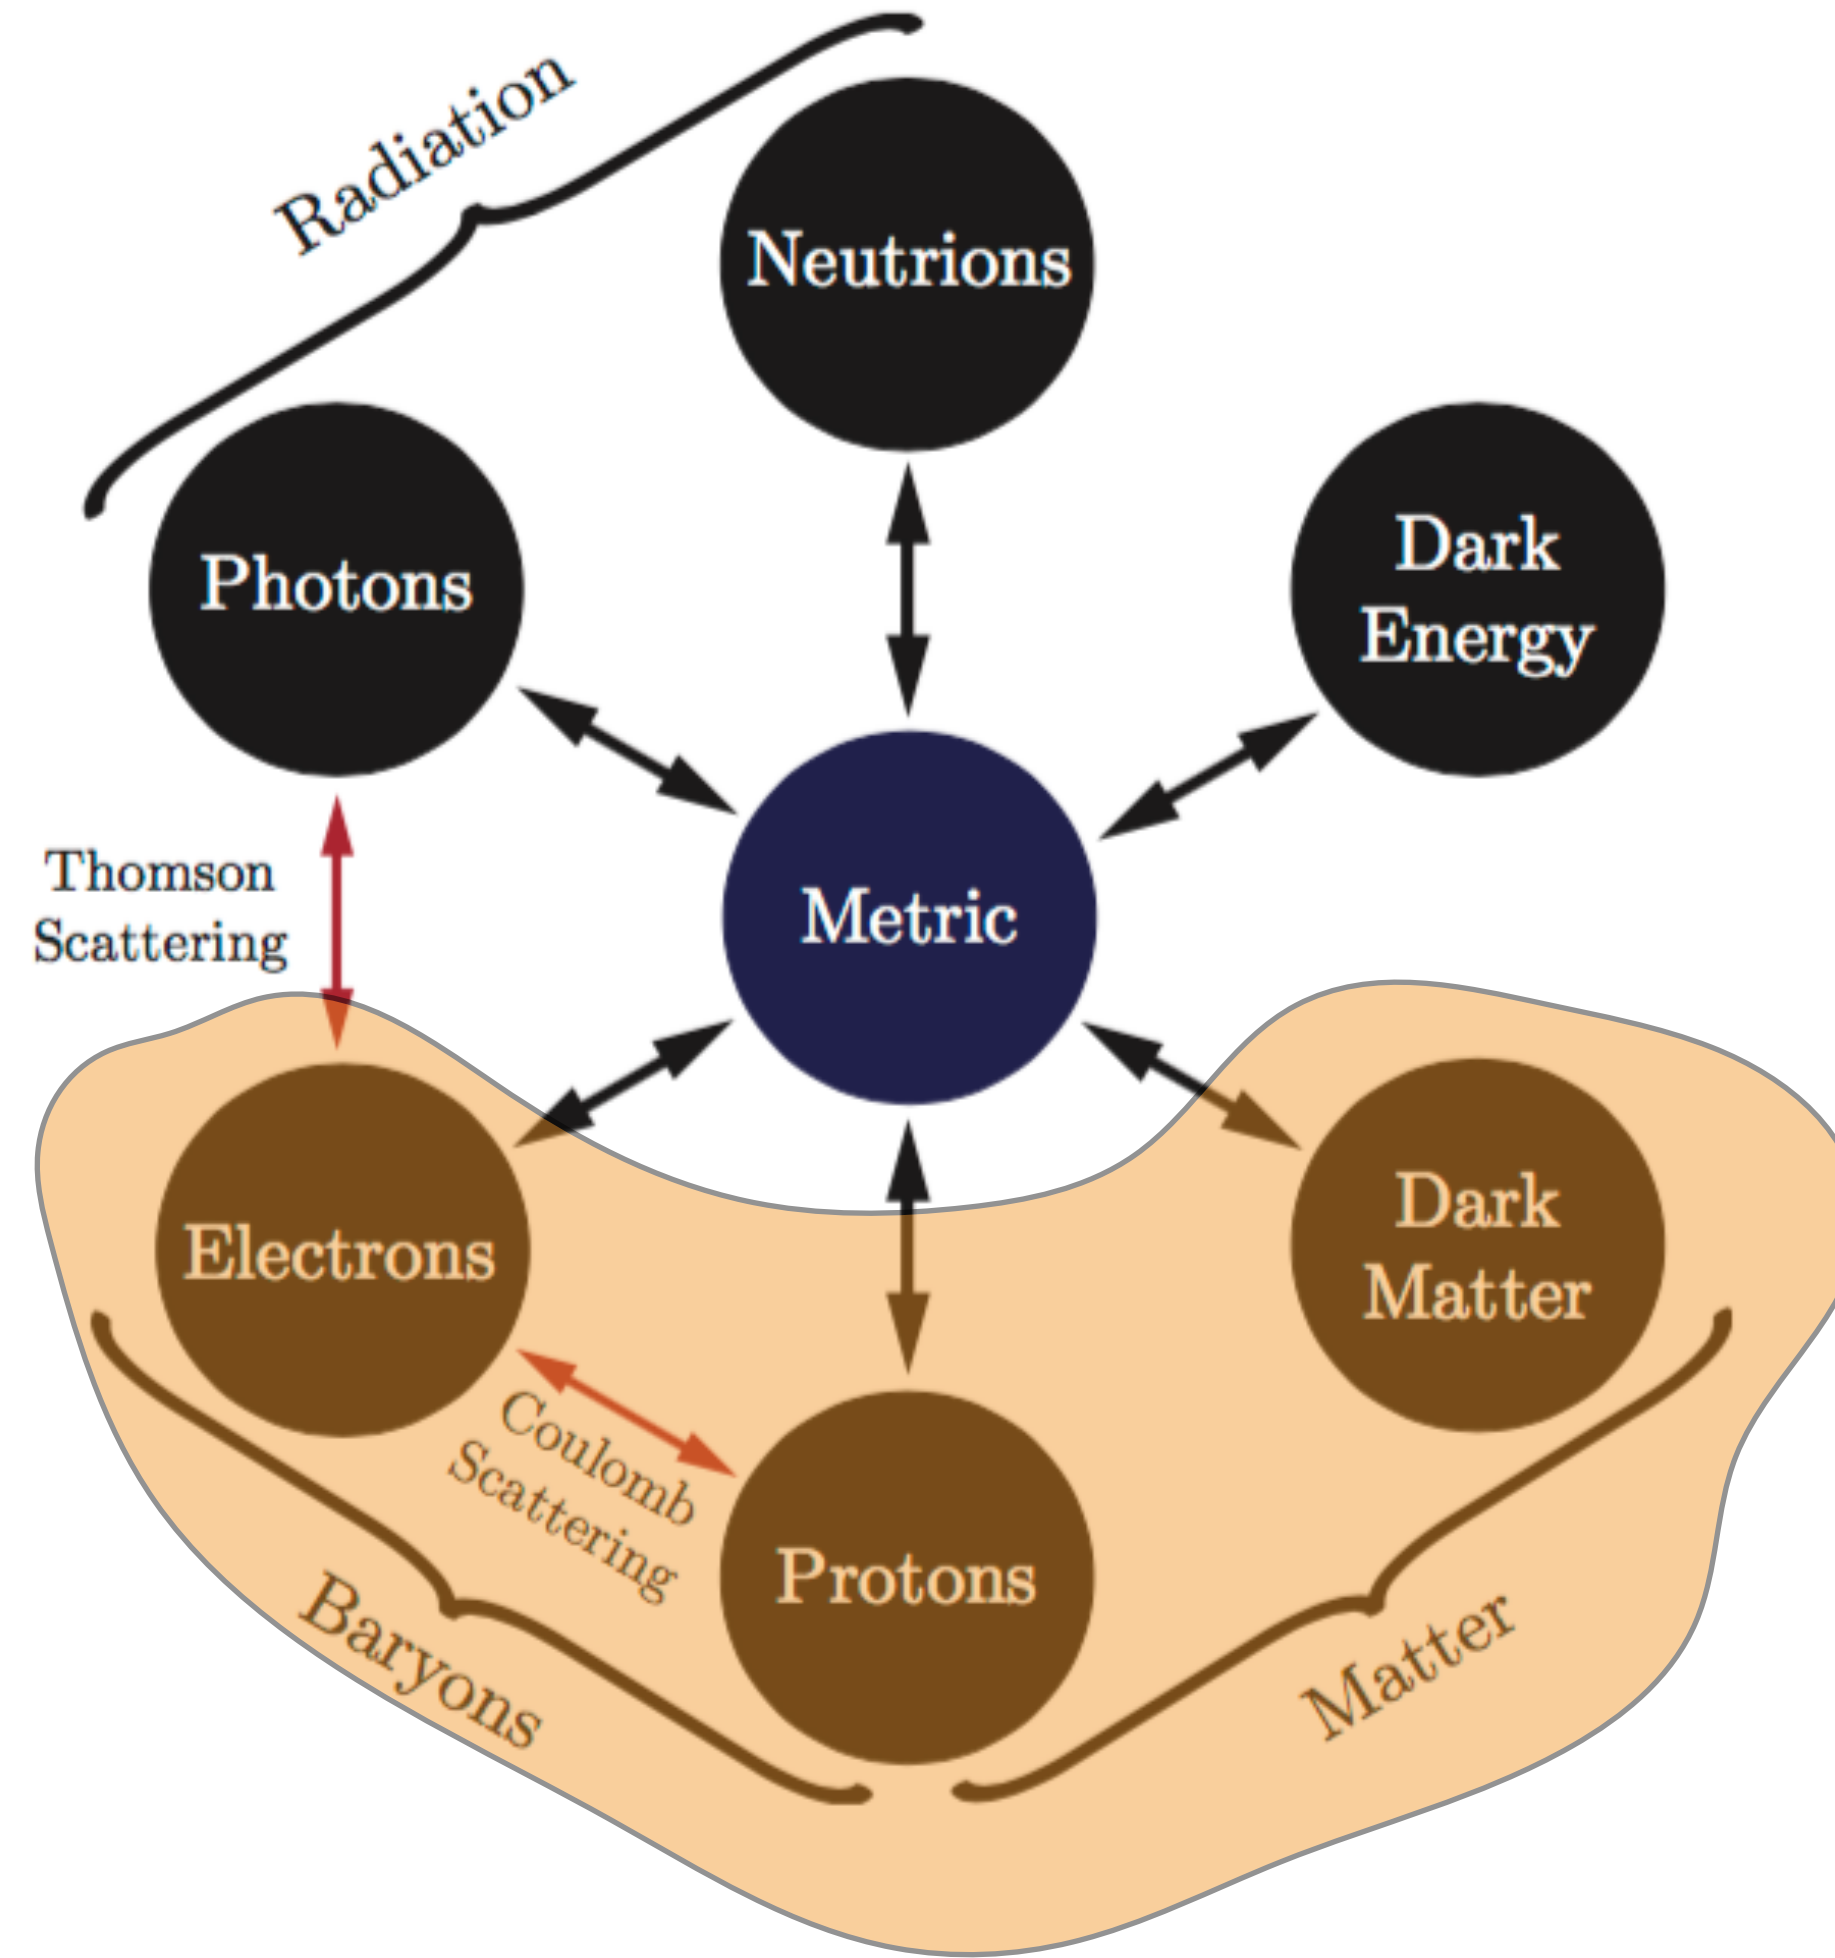 Radiation
Neutrions
Photons
Dark
Energy
Thomson
Scattering
Metric
Electrons
Dark
Matter
Coulomb
Scattering
Protons
Baryons
Matter